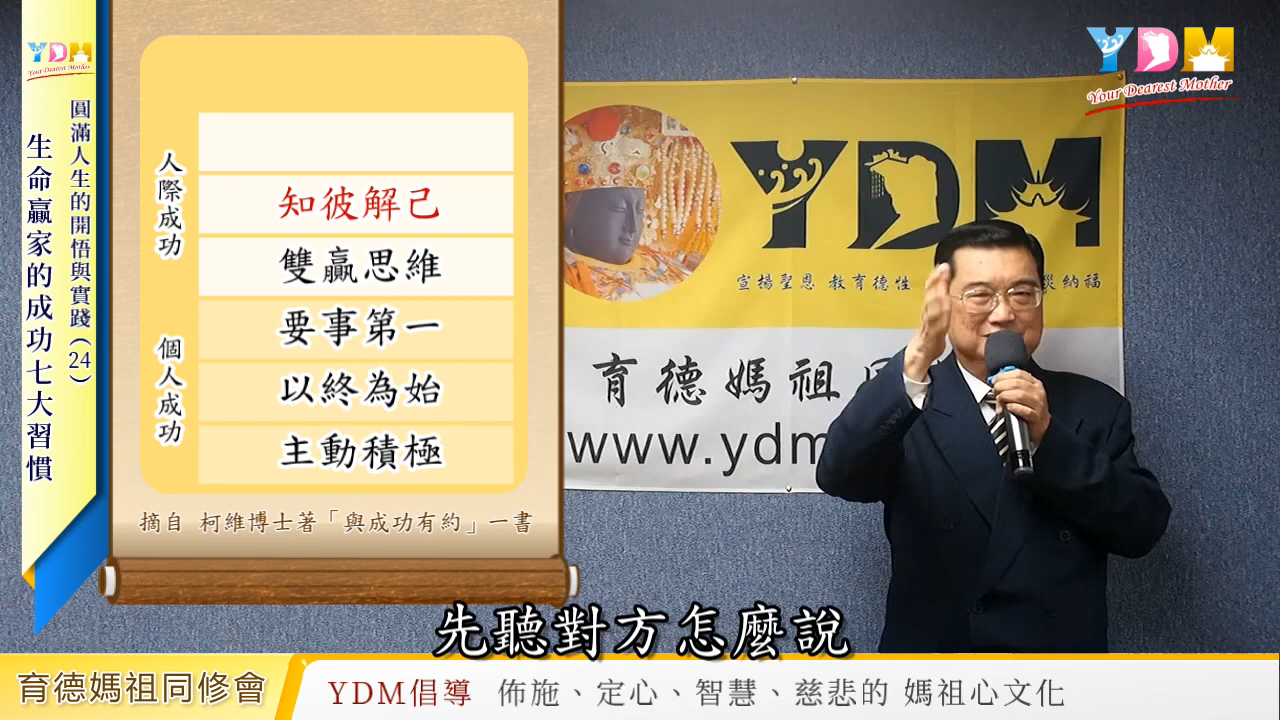 YDM
Your Dearest Mother
圓滿人生的開悟與實踐（24）
生命贏家的成功七大習慣
人際成功
個人成功
知彼解己
雙贏思維
要事第一
以終為始
主動積極
摘自 柯維博士著「與成功有約」一書
YDM
Your Dearest Mother
YDM
宣揚聖恩 教育德性 災納福
育德媽祖
www.ydm
先聽對方怎麼說
育德媽祖同修會
YDM倡導 佈施、定心、智慧、慈悲的 媽祖心文化